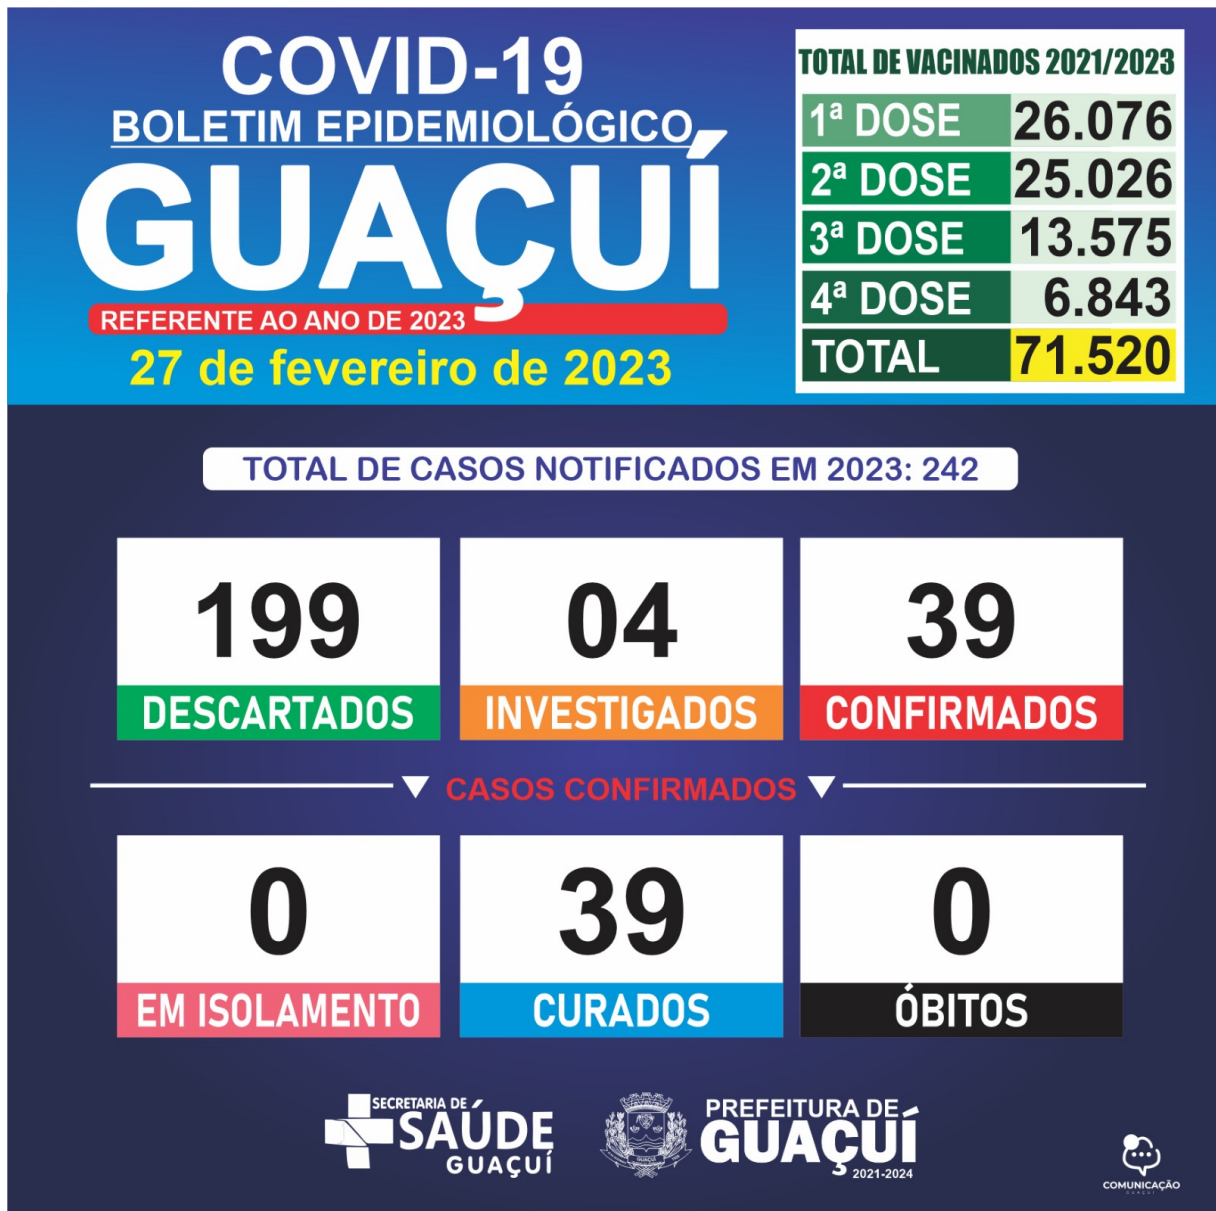 COVID-19
BOLETIM EPIDEMIOLÓGICO
GUAÇUÍ
REFERENTE AO ANO DE 2023
27 de fevereiro de 2023
TOTAL DE VACINADOS 2021/2023
1ª DOSE 26.076
2ª DOSE 25.026
3ª DOSE 13.575
4ª DOSE 6.843
TOTAL 71.520
TOTAL DE CASOS NOTIFICADOS EM 2023: 242
199
DESCARTADOS
04
INVESTIGADOS
39
CONFIRMADOS
CASOS CONFIRMADOS
0
EM ISOLAMENTO
39
CURADOS
0
ÓBITOS
SECRETARIA DE
SAÚDE
GUAÇUÍ
PREFEITURA DE
GUAÇUÍ
2021-2024
COMUNICAÇÃO
GUAÇUÍ